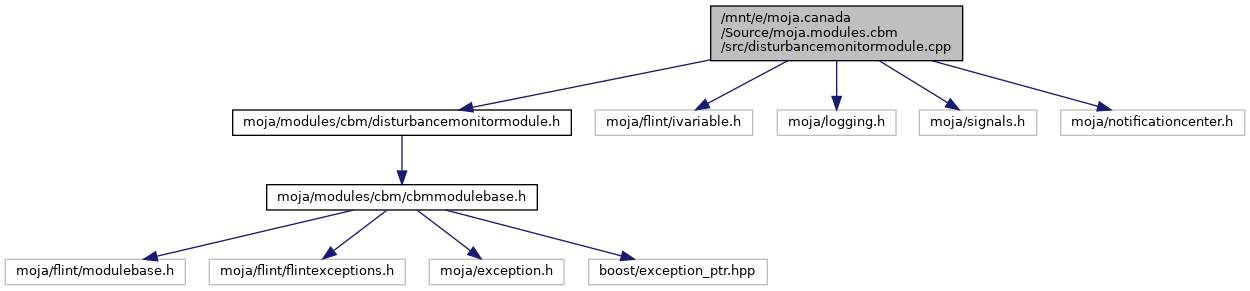 /mnt/e/moja.canada
/Source/moja.modules.cbm
/src/disturbancemonitormodule.cpp
moja/modules/cbm/disturbancemonitormodule.h
moja/flint/ivariable.h
moja/logging.h
moja/signals.h
moja/notificationcenter.h
moja/modules/cbm/cbmmodulebase.h
moja/flint/modulebase.h
moja/flint/flintexceptions.h
moja/exception.h
boost/exception_ptr.hpp